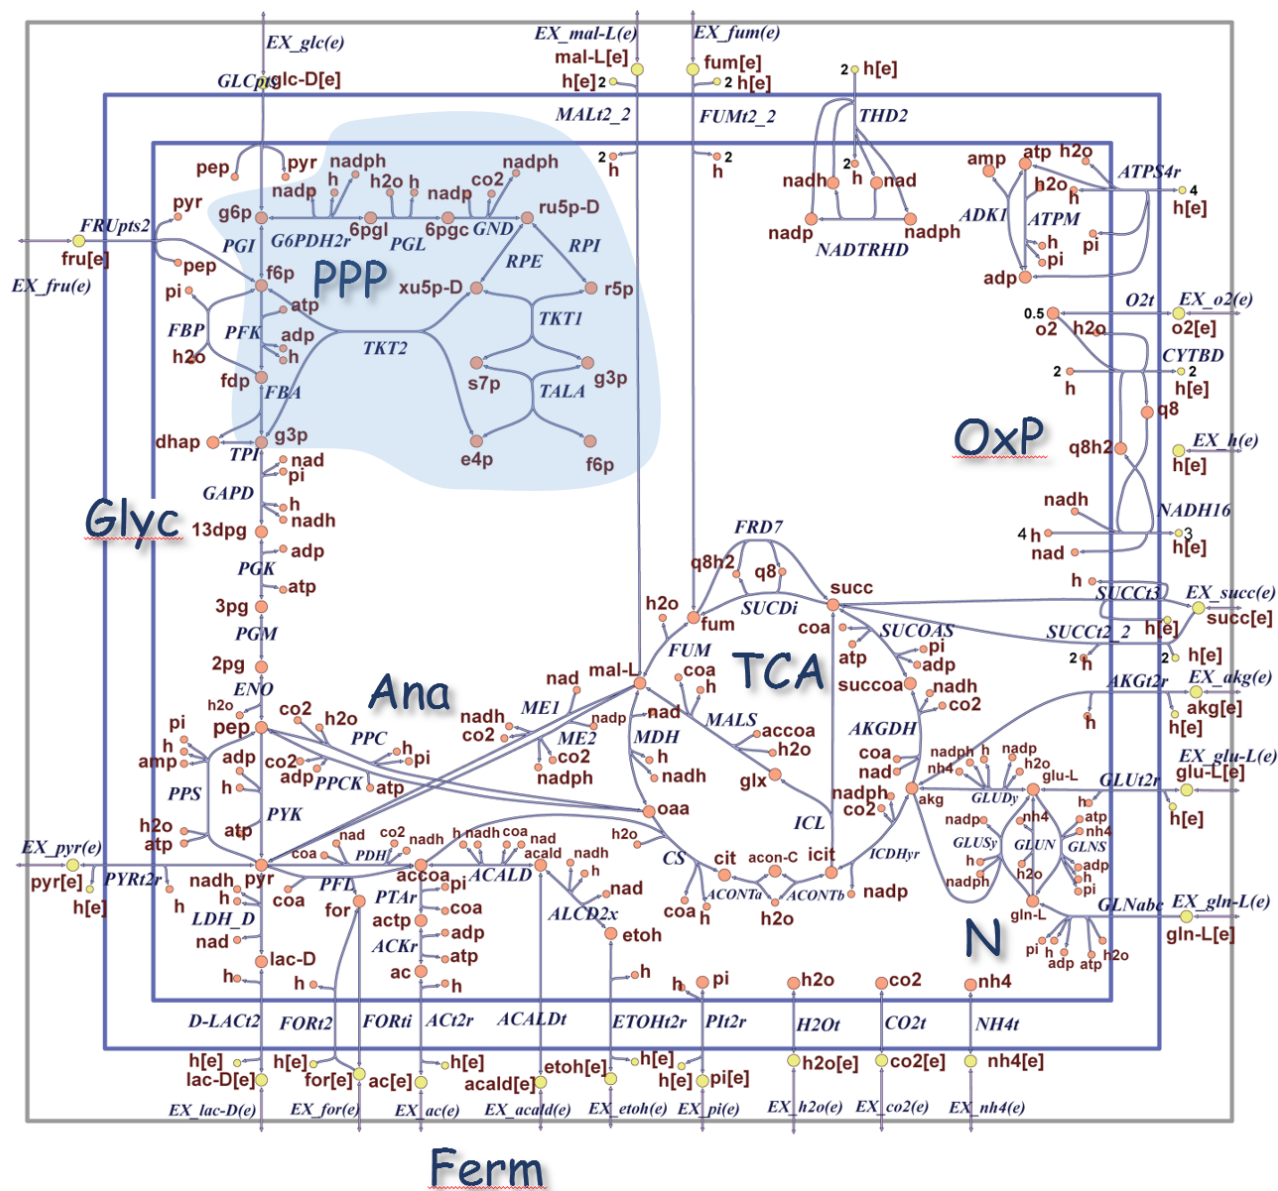 EX_glc(e)
EX_mal-L(e)
EX_fum(e)
GLCpts
glc-D[e]
mal-L[e]
h[e] 2
fum[e]
2 h[e]
2 h[e]
MALt2_2
FUMt2_2
THD2
2 h
2 h
2 h
pep
pyr
nadp
h
nadph
h2o
h
nadp
co2
nadph
nadh
nad
nadp
nadph
NADTRHD
amp
atp
h2o
ATPS4r
h2o
h
4
h[e]
ADK1
ATPM
h
pi
pi
adp
FRUpts2
pyr
pep
fru[e]
EX_fru(e)
g6p
G6PDH2r
6pgl
PGL
6pgc
GND
ru5p-D
PGI
PPP
RPE
RPI
f6p
xu5p-D
r5p
pi
FBP
h2o
PFK
atp
adp
h
TKT2
TKT1
fdp
FBA
s7p
g3p
TALA
dhap
g3p
TPI
e4p
f6p
0.5
o2
h2o
O2t
EX_o2(e)
o2[e]
CYTBD
2
h
2
h[e]
q8
OxP
q8h2
EX_h(e)
h[e]
nadh
NADH16
4 h
3
h[e]
nad
nad
pi
GAPD
h
nadh
Glyc
13dpg
adp
PGK
atp
3pg
PGM
2pg
ENO
h2o
pep
FRD7
q8h2
q8
succ
SUCDi
h2o
fum
FUM
coa
atp
SUCOAS
pi
adp
h
SUCCt3
EX_succ(e)
succ[e]
h[e]
SUCCt2_2
2 h
2
h[e]
TCA
succoa
nadh
co2
AKGDH
AKGt2r
EX_akg(e)
akg[e]
h
h[e]
Ana
mal-L
nad
ME1
nadh
co2
nadp
ME2
co2
nadph
nad
MDH
h
nadh
coa
h
MALS
accoa
h2o
glx
oaa
ICL
coa
nad
nadph
co2
akg
ICDHyr
nadp
pi
h
amp
PPS
h2o
atp
adp
h
atp
PYK
co2
h2o
PPC
h
pi
co2
adp
PPCK
atp
nadph
h
nadp
nh4
h2o
GLUDy
glu-L
GLUt2r
EX_glu-L(e)
glu-L[e]
h
h[e]
nadp
GLUSy
nadph
nh4
GLUN
h2o
atp
nh4
GLNS
adp
h
pi
gln-L
GLNabc
EX_gln-L(e)
gln-L[e]
pi
h
adp
atp
h2o
N
EX_pyr(e)
pyr[e]
h[e]
PYRt2r
h
pyr
coa
nad
PDH
co2
nadh
accoa
coa
PFL
for
h
nadh
coa
nad
acald
ACALD
nadh
h
nad
ALCD2x
etoh
h2o
CS
coa
h
cit
acon-C
icit
ACONTa
ACONTb
h2o
nadh
h
LDH_D
nad
lac-D
h
PTAr
pi
coa
actp
adp
ACKr
atp
ac
h
h
h
h
pi
h2o
co2
nh4
D-LACt2
FORt2
FORti
ACt2r
ACALDt
ETOHt2r
PIt2r
H2Ot
CO2t
NH4t
h[e]
lac-D[e]
h[e]
for[e]
h[e]
ac[e]
acald[e]
etoh[e]
h[e]
h[e]
pi[e]
h2o[e]
co2[e]
nh4[e]
EX_lac-D(e)
EX_for(e)
EX_ac(e)
EX_acald(e)
EX_etoh(e)
EX_pi(e)
EX_h2o(e)
EX_co2(e)
EX_nh4(e)
Ferm